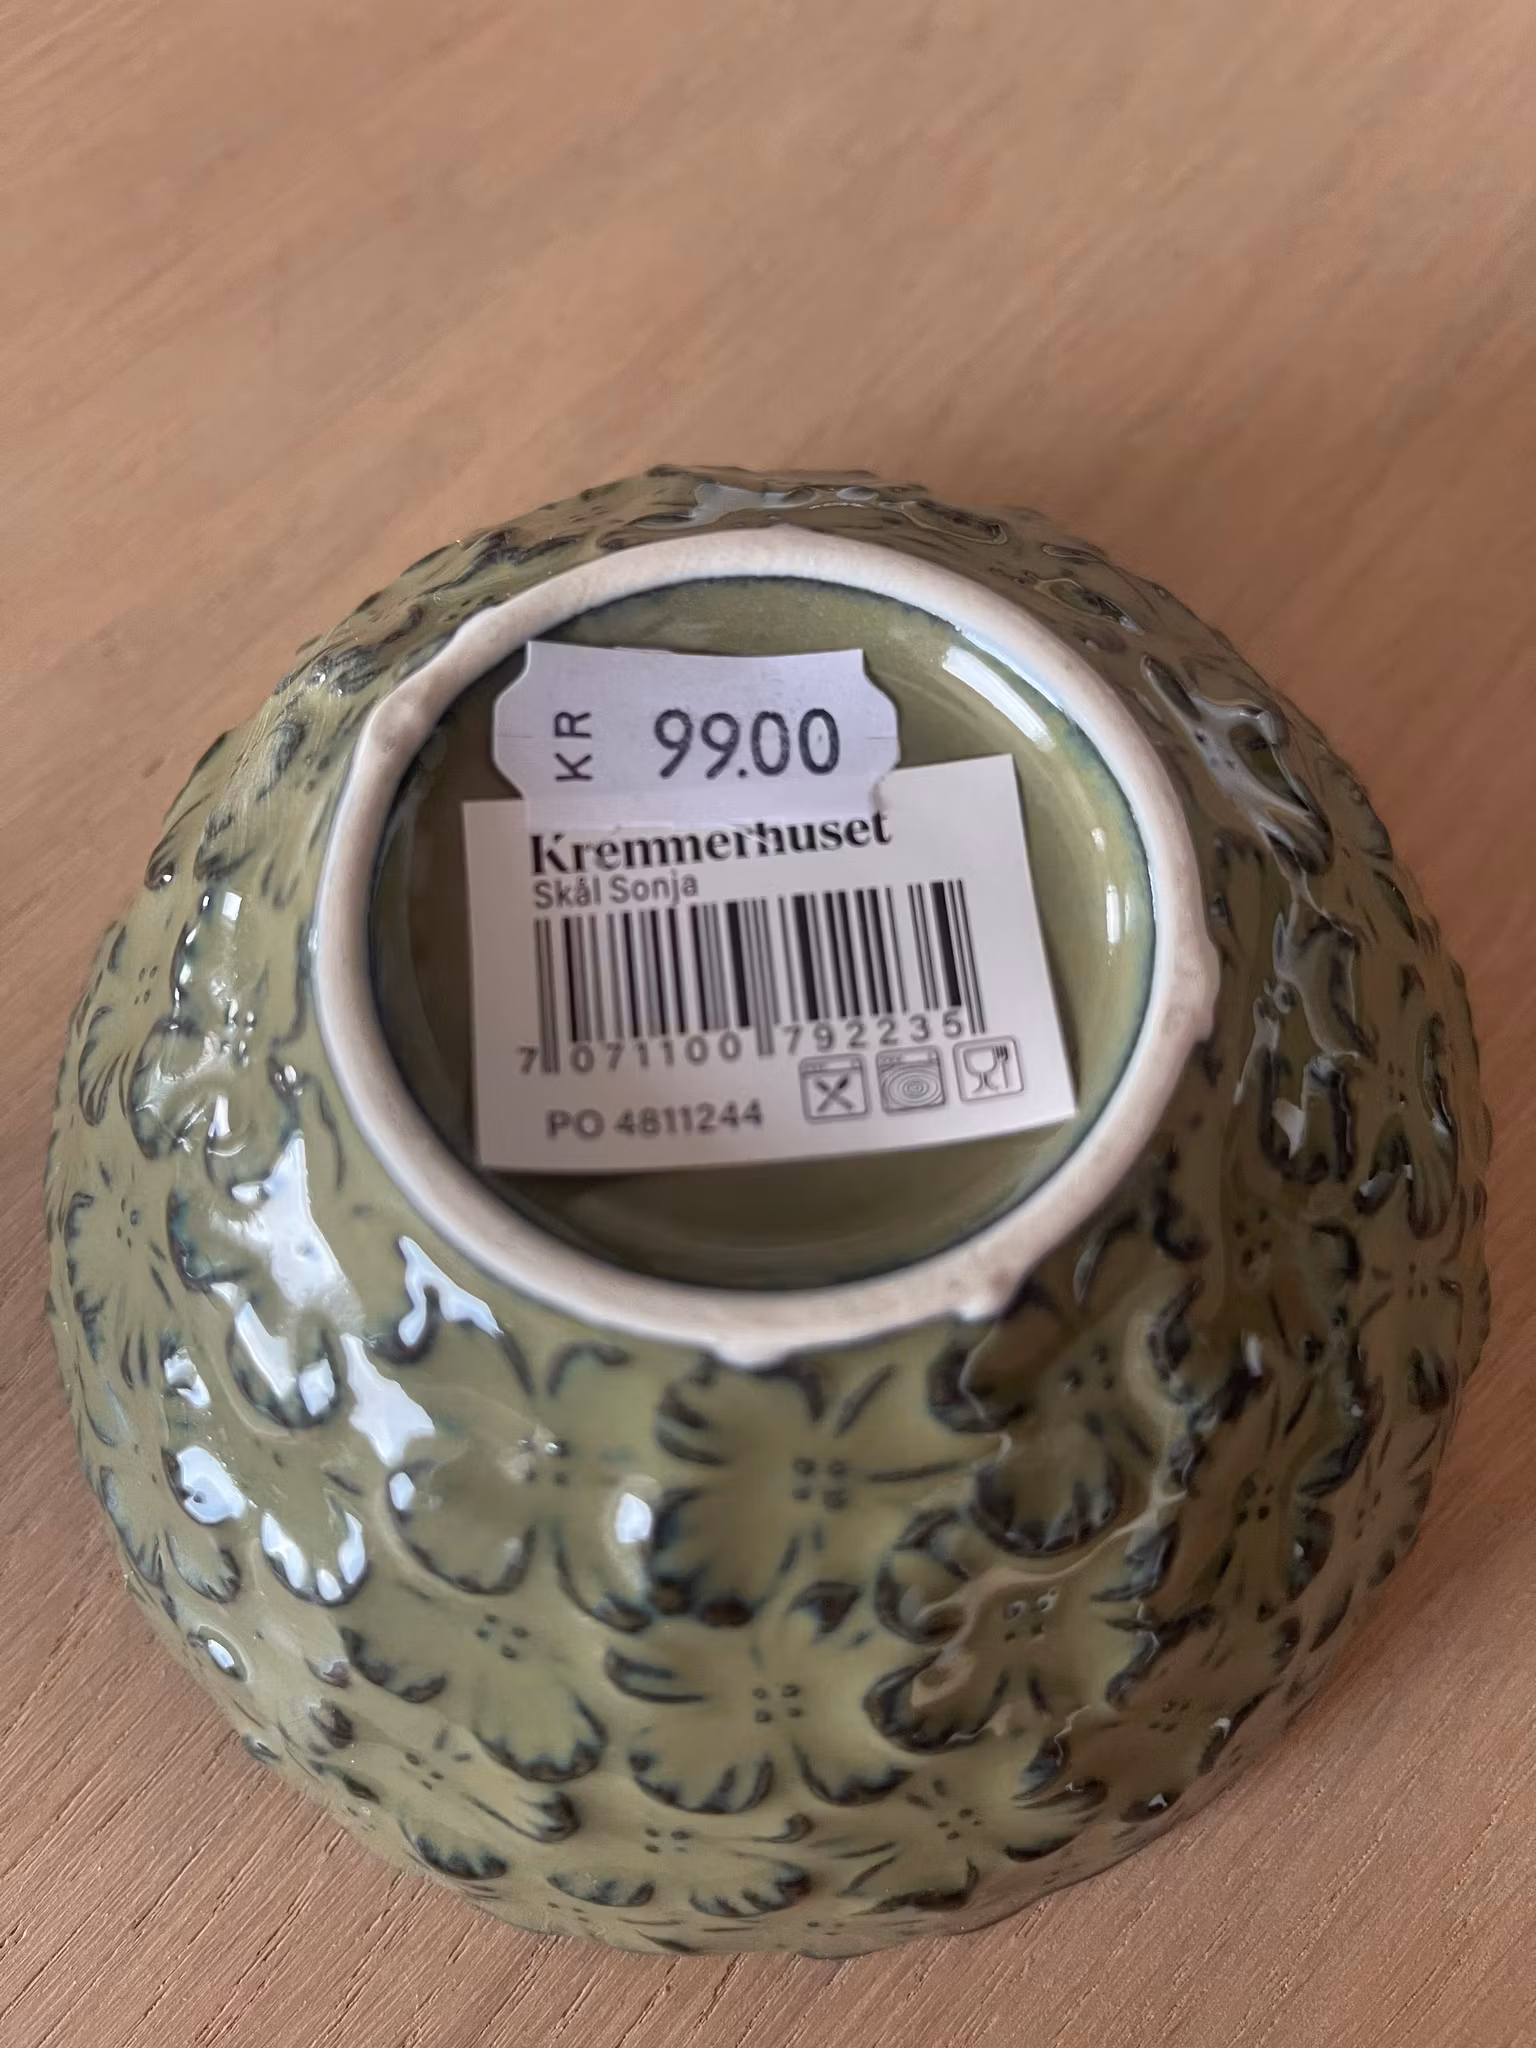 KR 99.00
Kremmerhuset
Skål Sonja
7 071100 792235
PO 4811244